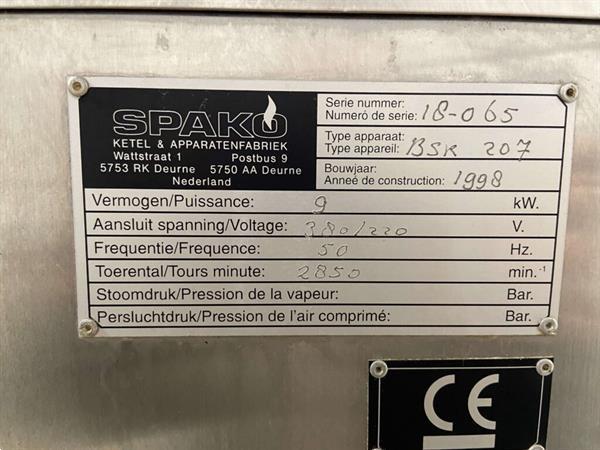 SPAKO
KETEL & APPARATENFABRIEK
Wattstraat 1 Postbus 9
5753 RK Deurne 5750 AA Deurne
Nederland
Serie nummer:
Numeró de serie: 18-065
Type apparaat:
Type appareil: BSK 207
Bouwjaar:
Anneé de construction: 1998
Vermogen/Puissance: 9 kW.
Aansluit spanning/Voltage: 380/220 V.
Frequentie/Frequence: 50 Hz.
Toerental/Tours minute: 2850 min.⁻¹
Stoomdruk/Pression de la vapeur: Bar.
Persluchtdruk/Pression de l'air comprimé: Bar.
CE